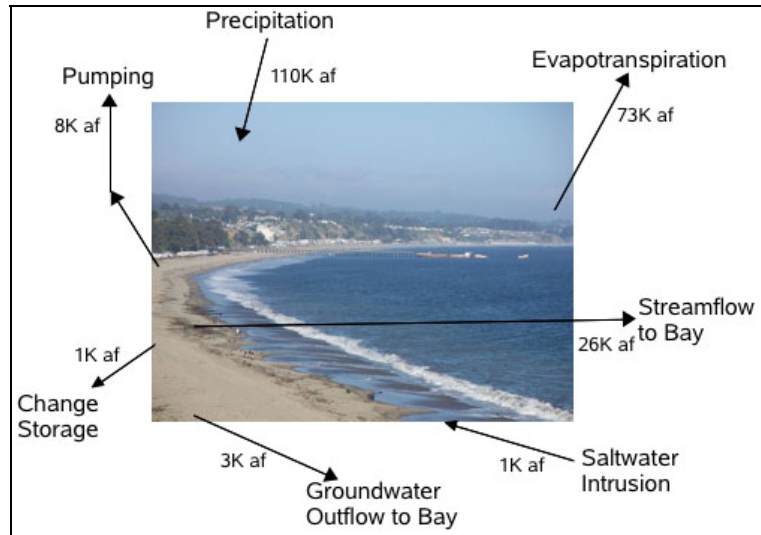 Precipitation
110K af
Evapotranspiration
73K af
Pumping
8K af
Streamflow
to Bay
26K af
1K af
Change
Storage
3K af
Groundwater
Outflow to Bay
1K af
Saltwater
Intrusion